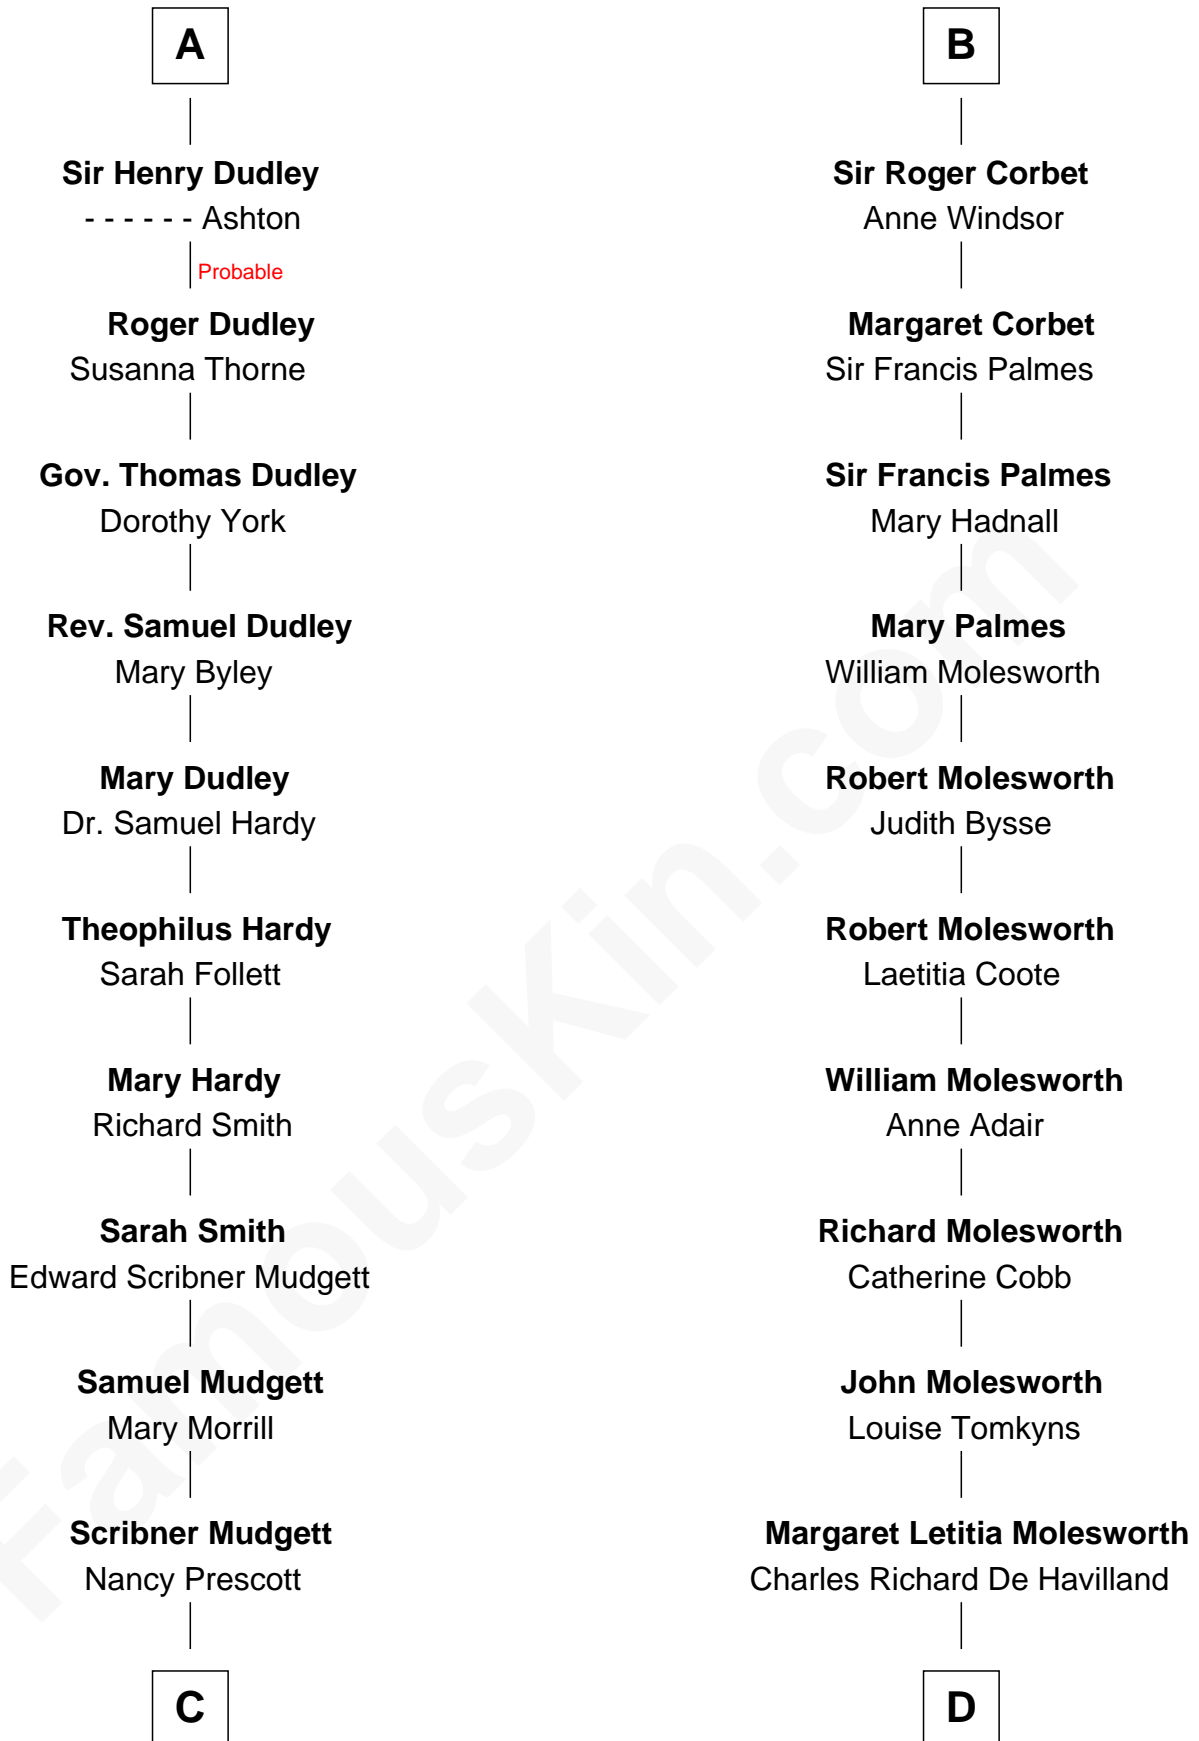 A
Sir Henry Dudley
- - - - - - Ashton
Probable
Roger Dudley
Susanna Thorne
Gov. Thomas Dudley
Dorothy York
Rev. Samuel Dudley
Mary Byley
Mary Dudley
Dr. Samuel Hardy
Theophilus Hardy
Sarah Follett
Mary Hardy
Richard Smith
Sarah Smith
Edward Scribner Mudgett
Samuel Mudgett
Mary Morrill
Scribner Mudgett
Nancy Prescott
C
B
Sir Roger Corbet
Anne Windsor
Margaret Corbet
Sir Francis Palmes
Sir Francis Palmes
Mary Hadnall
Mary Palmes
William Molesworth
Robert Molesworth
Judith Bysse
Robert Molesworth
Laetitia Coote
William Molesworth
Anne Adair
Richard Molesworth
Catherine Cobb
John Molesworth
Louise Tomkyns
Margaret Letitia Molesworth
Charles Richard De Havilland
D
FamousKin.com